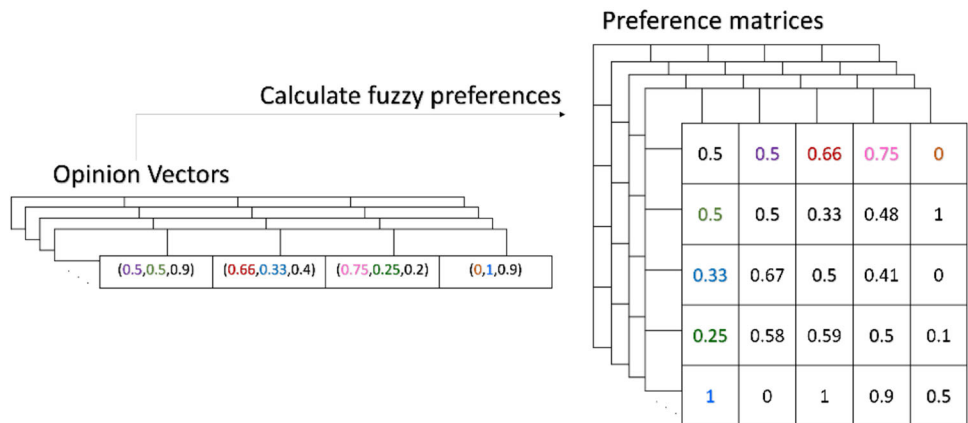 Preference matrices
Calculate fuzzy preferences
Opinion Vectors
(0.5,0.5,0.9) (0.66,0.33,0.4) (0.75,0.25,0.2) (0,1,0.9)
0.5 0.5 0.66 0.75 0
0.5 0.5 0.33 0.48 1
0.33 0.67 0.5 0.41 0
0.25 0.58 0.59 0.5 0.1
1 0 1 0.9 0.5